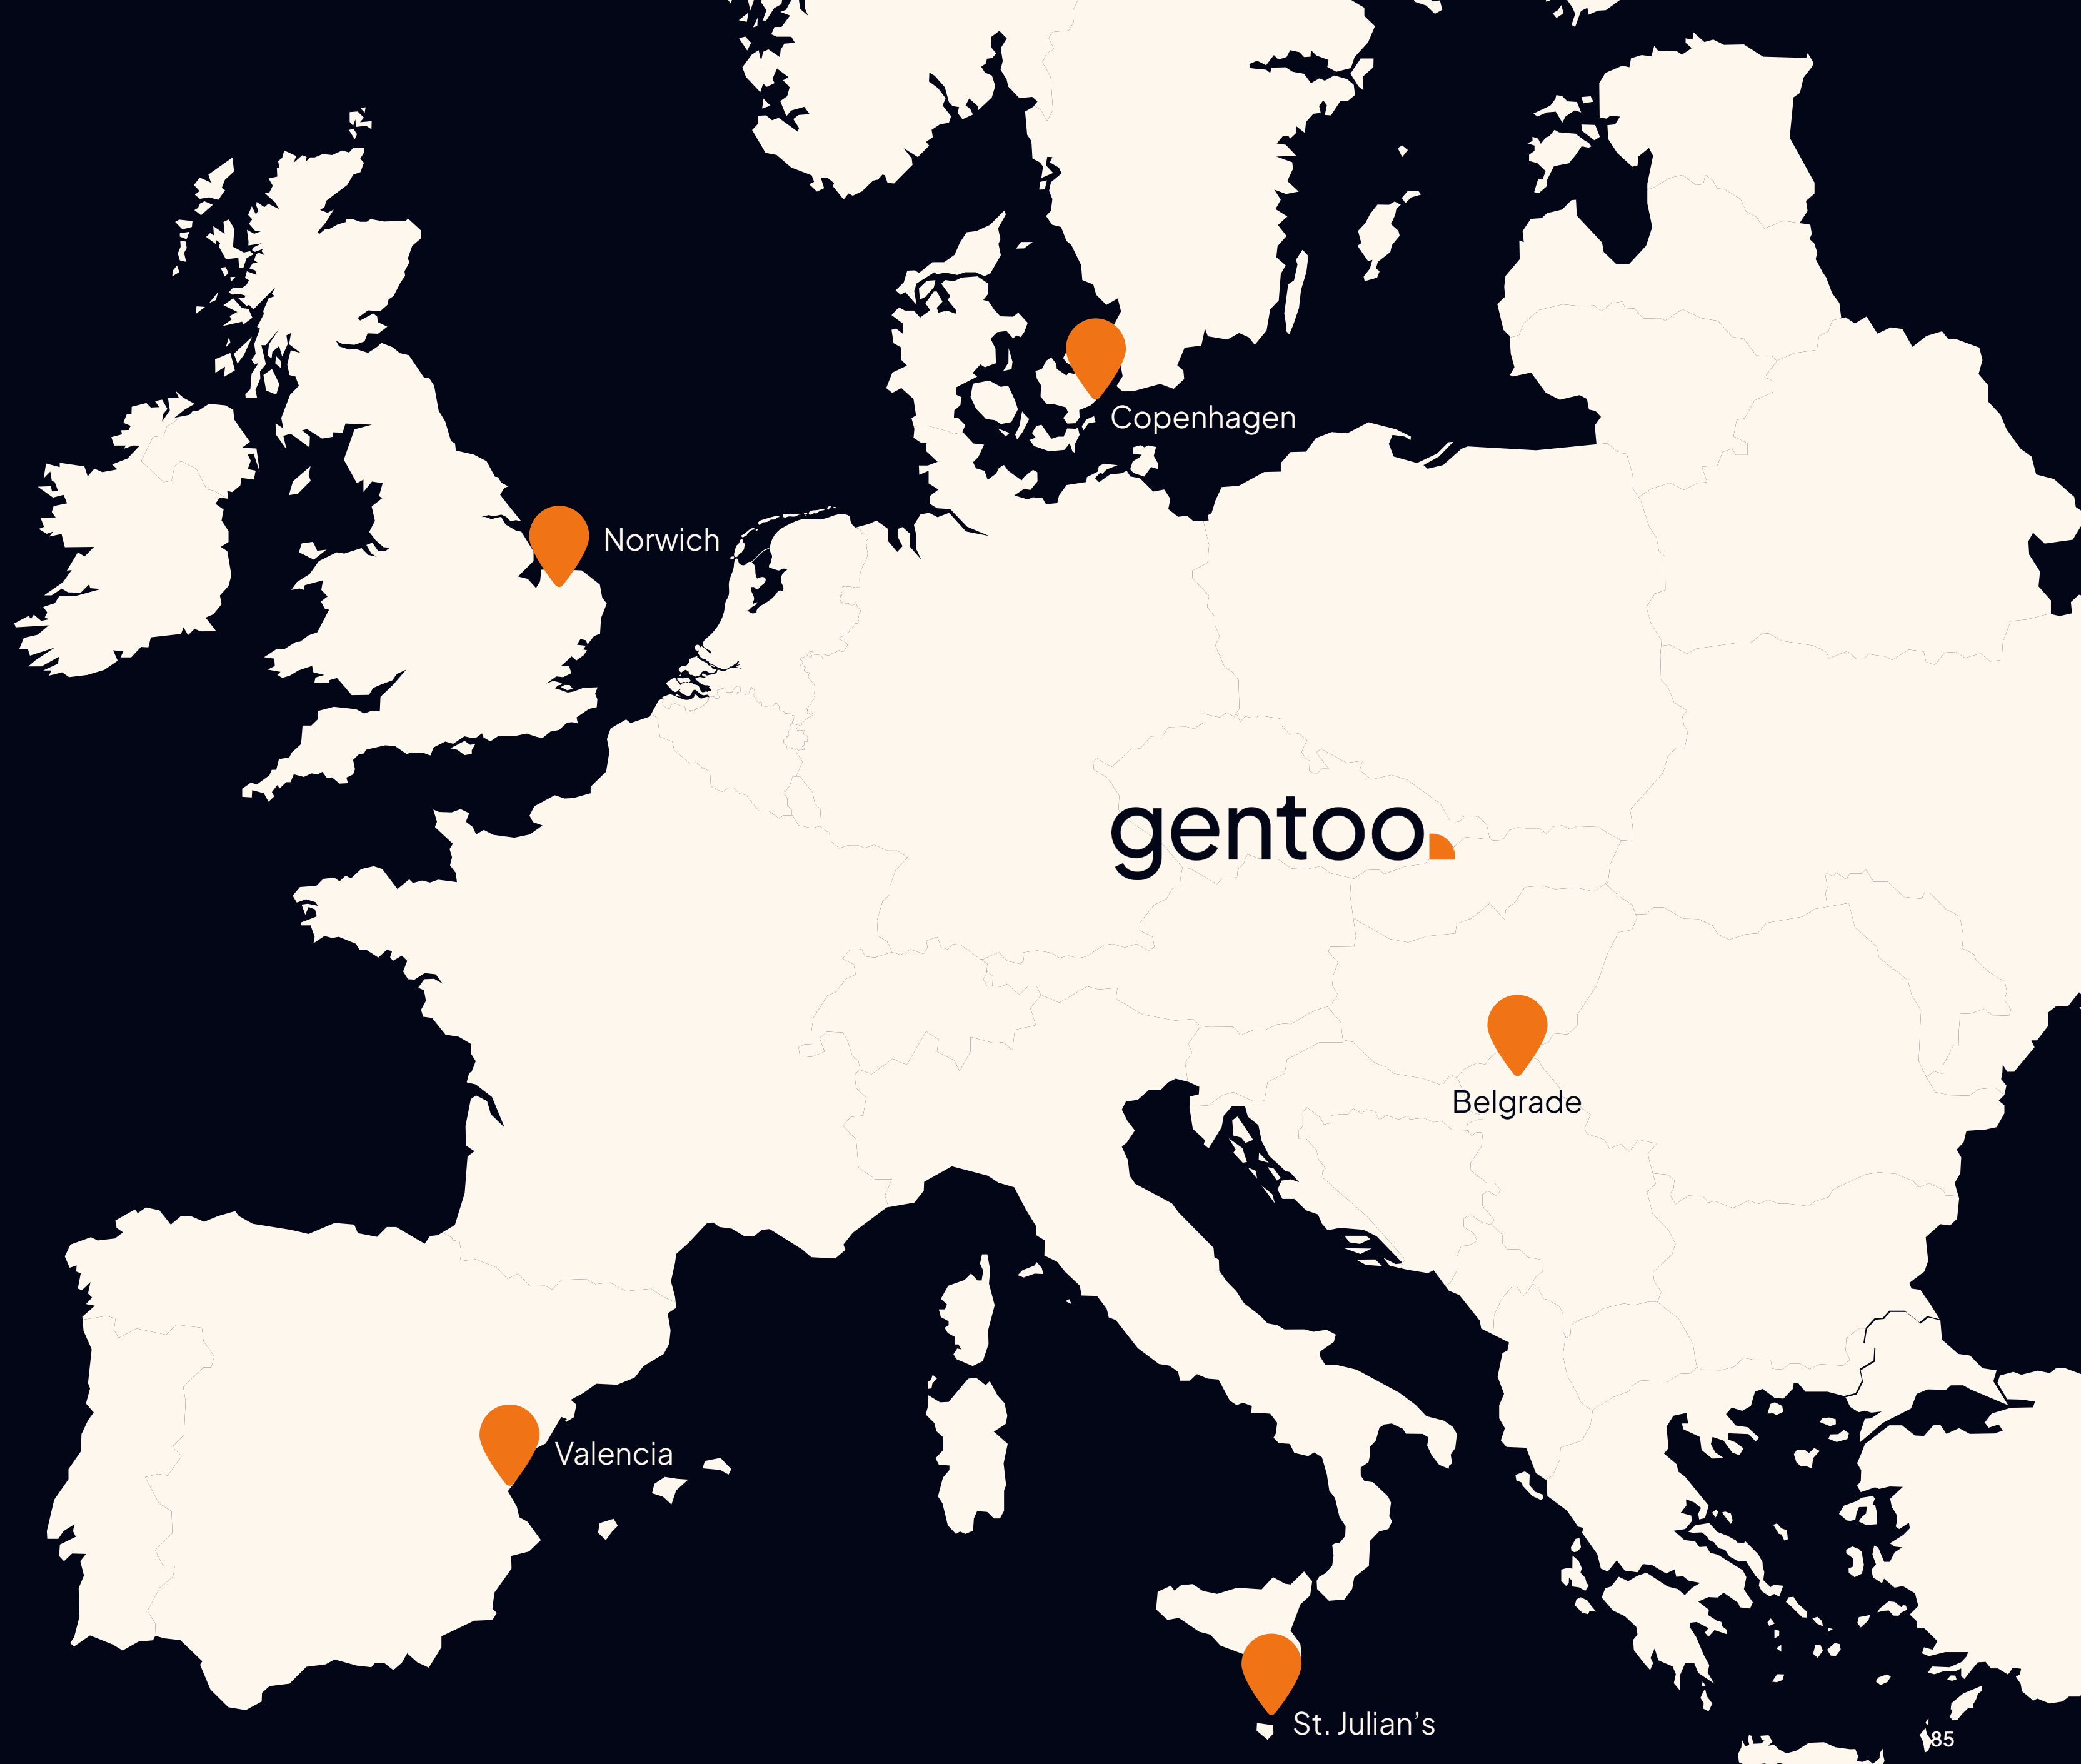 Copenhagen
Norwich
gentoo.
Belgrade
Valencia
St. Julian’s
85